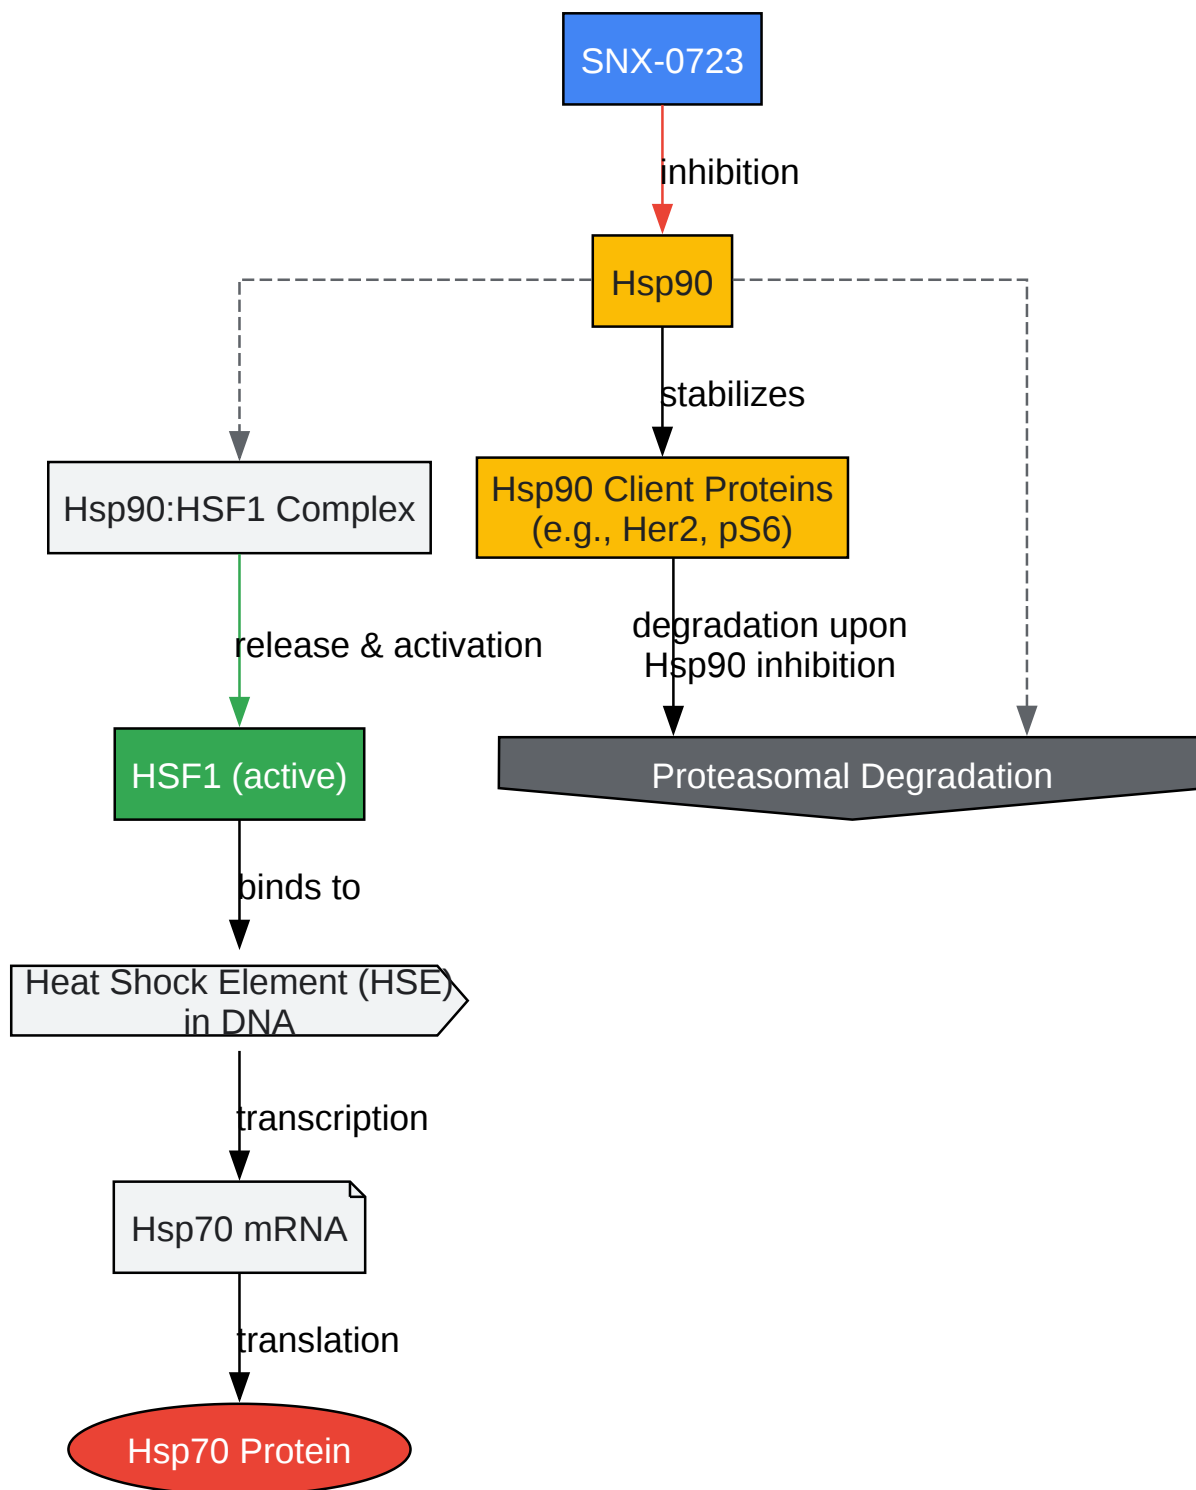 SNX-0723
inhibition
Hsp90
stabilizes
Hsp90:HSF1 Complex
Hsp90 Client Proteins
(e.g., Her2, pS6)
release & activation
degradation upon
Hsp90 inhibition
HSF1 (active)
Proteasomal Degradation
binds to
Heat Shock Element (HSE)
in DNA
transcription
Hsp70 mRNA
translation
Hsp70 Protein